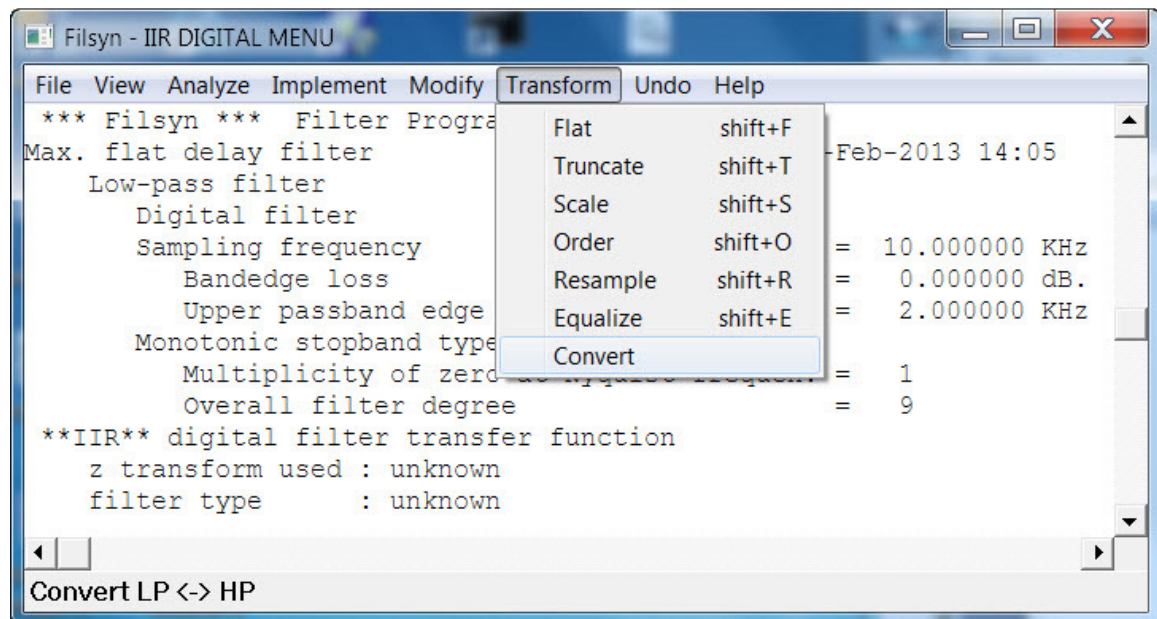 Filsyn - IIR DIGITAL MENU
File View Analyze Implement Modify Transform Undo Help
*** Filsyn *** Filter Progra
Max. flat delay filter -Feb-2013 14:05
Low-pass filter
Digital filter
Sampling frequency = 10.000000 KHz
Bandedge loss = 0.000000 dB.
Upper passband edge = 2.000000 KHz
Monotonic stopband type
Multiplicity of zero = 1
Overall filter degree = 9
**IIR** digital filter transfer function
z transform used : unknown
filter type : unknown
Flat shift+F
Truncate shift+T
Scale shift+S
Order shift+O
Resample shift+R
Equalize shift+E
Convert
Convert LP <-> HP